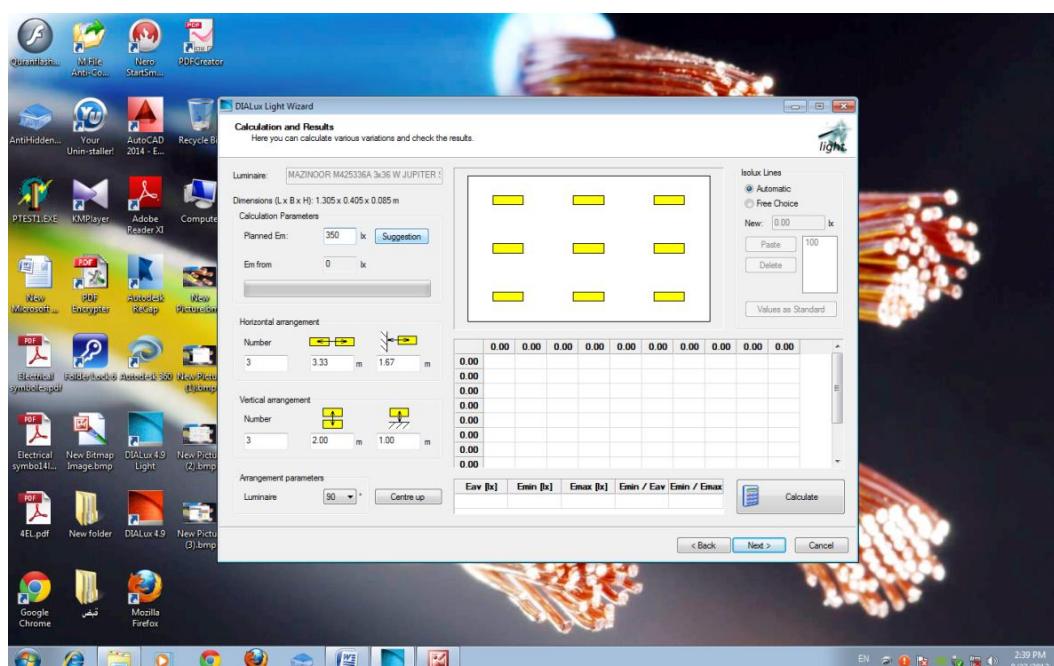 M File
Anti-Co...
Nero
StartSm...
PDFCreator
AntiHidden...
Your
Unin-staller!
AutoCAD
2014 - E...
Recycle Bi
PTEST1.EXE
KMPlayer
Adobe
Reader XI
Compute
New
Microsoft ...
PDF
Encrypter
Autodesk
ReCap
New
Electrical
Folder Lock 6
Autodesk 360
New Pictu
Electrical
symbo14l...
New Bitmap
Image.bmp
DIALux 4.9
Light
New Pictu
(2).bmp
4EL.pdf
New folder
DIALux 4.9
New Pictu
(3).bmp
Google
Chrome
قبض
Mozilla
Firefox
DIALux Light Wizard
Calculation and Results
Here you can calculate various variations and check the results.
light
Luminaire: MAZINOOR M425336A 3x36 W JUPITER S
Dimensions (L x B x H): 1.305 x 0.405 x 0.085 m
Calculation Parameters
Planned Em: 350 lx Suggestion
Em from 0 lx
Horizontal arrangement
Number
3 3.33 m 1.67 m
Vertical arrangement
Number
3 2.00 m 1.00 m
Arrangement parameters
Luminaire 90 ° Centre up
Isolux Lines
Automatic
Free Choice
New: 0.00 lx
Paste 100
Delete
Values as Standard
0.00 0.00 0.00 0.00 0.00 0.00 0.00 0.00 0.00 0.00
0.00
0.00
0.00
0.00
0.00
0.00
0.00
0.00
Eav [lx] Emin [lx] Emax [lx] Emin / Eav Emin / Emax
Calculate
< Back Next > Cancel
EN 2:39 PM